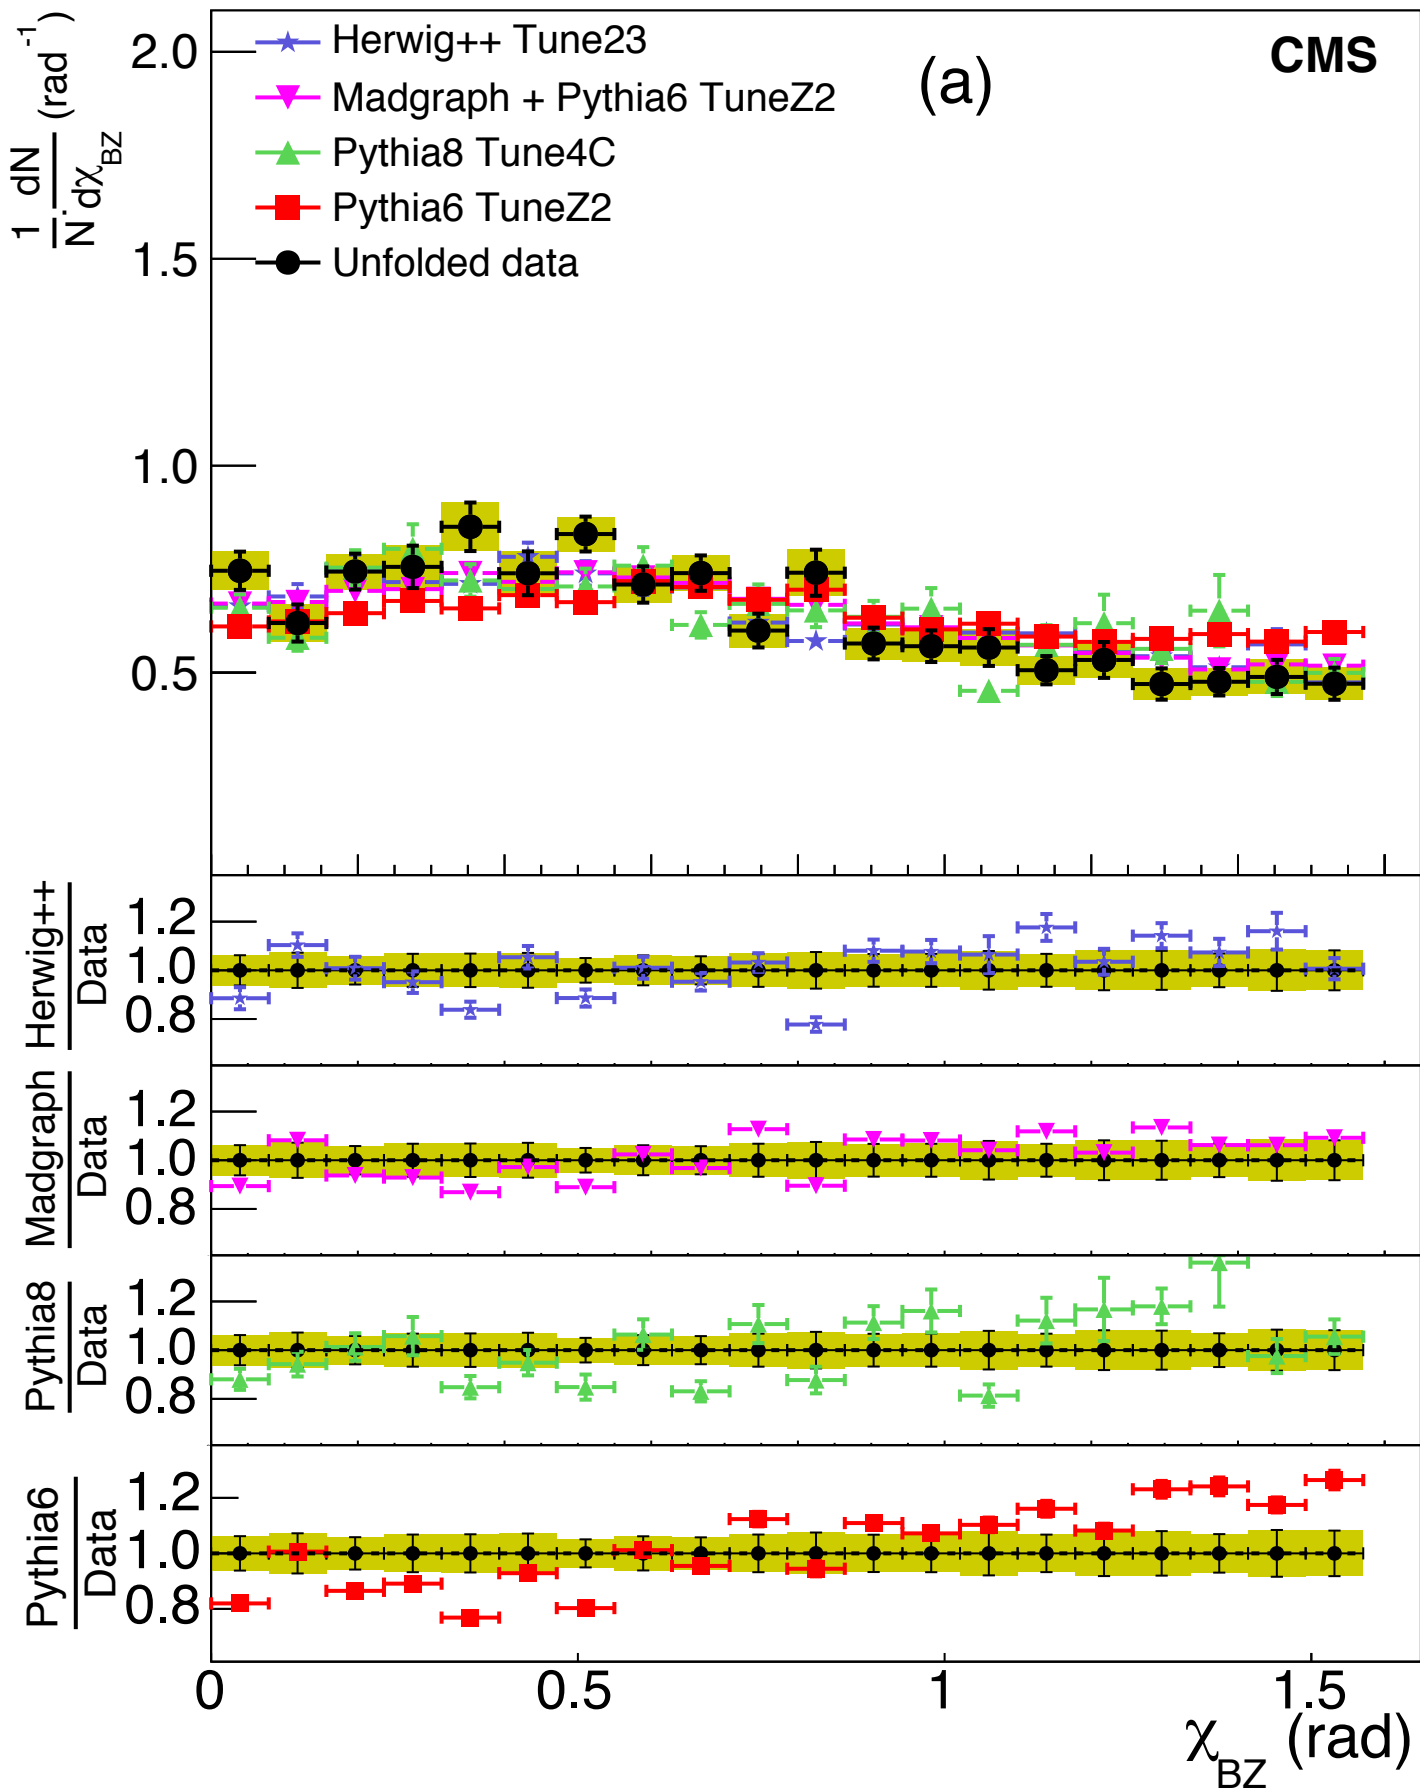 1/N · dN/dχ_BZ (rad⁻¹)
Herwig++ Tune23
Madgraph + Pythia6 TuneZ2
Pythia8 Tune4C
Pythia6 TuneZ2
Unfolded data
(a)
CMS
2.0
1.5
1.0
0.5
Herwig++
Data
1.2
1.0
0.8
Madgraph
Data
1.2
1.0
0.8
Pythia8
Data
1.2
1.0
0.8
Pythia6
Data
1.2
1.0
0.8
0 0.5 1 1.5
χ_BZ (rad)